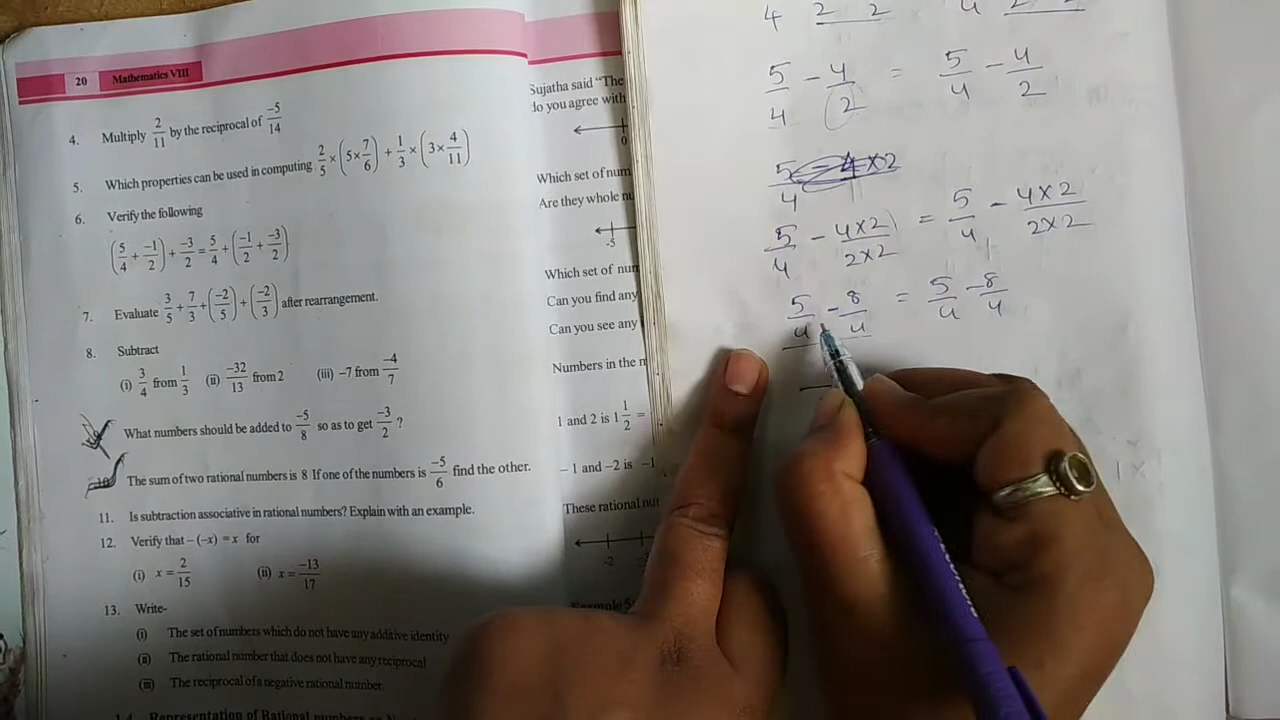 20 Mathematics VIII
4. Multiply 2/11 by the reciprocal of -5/14
5. Which properties can be used in computing 2/5 × (5 × 7/6) + 1/3 × (3 × 4/11)
6. Verify the following
(5/4 + -1/2) + -3/2 = 5/4 + (-1/2 + -3/2)
7. Evaluate 3/5 + 7/3 + (-2/5) + (-2/3) after rearrangement.
8. Subtract
(i) 3/4 from 1/3 (ii) -32/13 from 2 (iii) -7 from -4/7
What numbers should be added to -5/8 so as to get -3/2 ?
The sum of two rational numbers is 8 If one of the numbers is -5/6 find the other.
11. Is subtraction associative in rational numbers? Explain with an example.
12. Verify that – (–x) = x for
(i) x = 2/15 (ii) x = -13/17
13. Write-
(i) The set of numbers which do not have any additive identity
(ii) The rational number that does not have any reciprocal
(iii) The reciprocal of a negative rational number
Sujatha said "The
do you agree with
0
Which set of num
Are they whole
-5
Which set of num
Can you find any
Can you see any
Numbers in the
1 and 2 is 1 1/2 =
– 1 and –2 is –1
These rational
-2
4 2 2 4 2 2
5/4 - 4/2 = 5/4 - 4/2
5/4 - 4×2/2×2 = 5/4 - 4×2/2×2
5/4 - 8/4 = 5/4 - 8/4